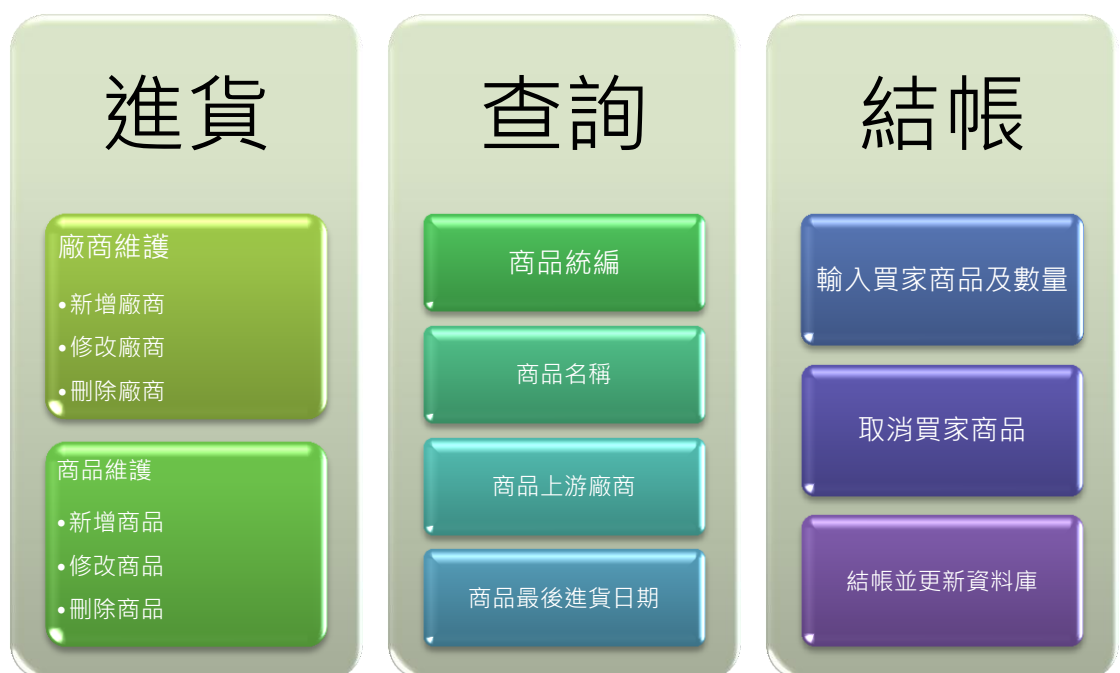 進貨
廠商維護
•新增廠商
•修改廠商
•刪除廠商
商品維護
•新增商品
•修改商品
•刪除商品
查詢
商品統編
商品名稱
商品上游廠商
商品最後進貨日期
結帳
輸入買家商品及數量
取消買家商品
結帳並更新資料庫